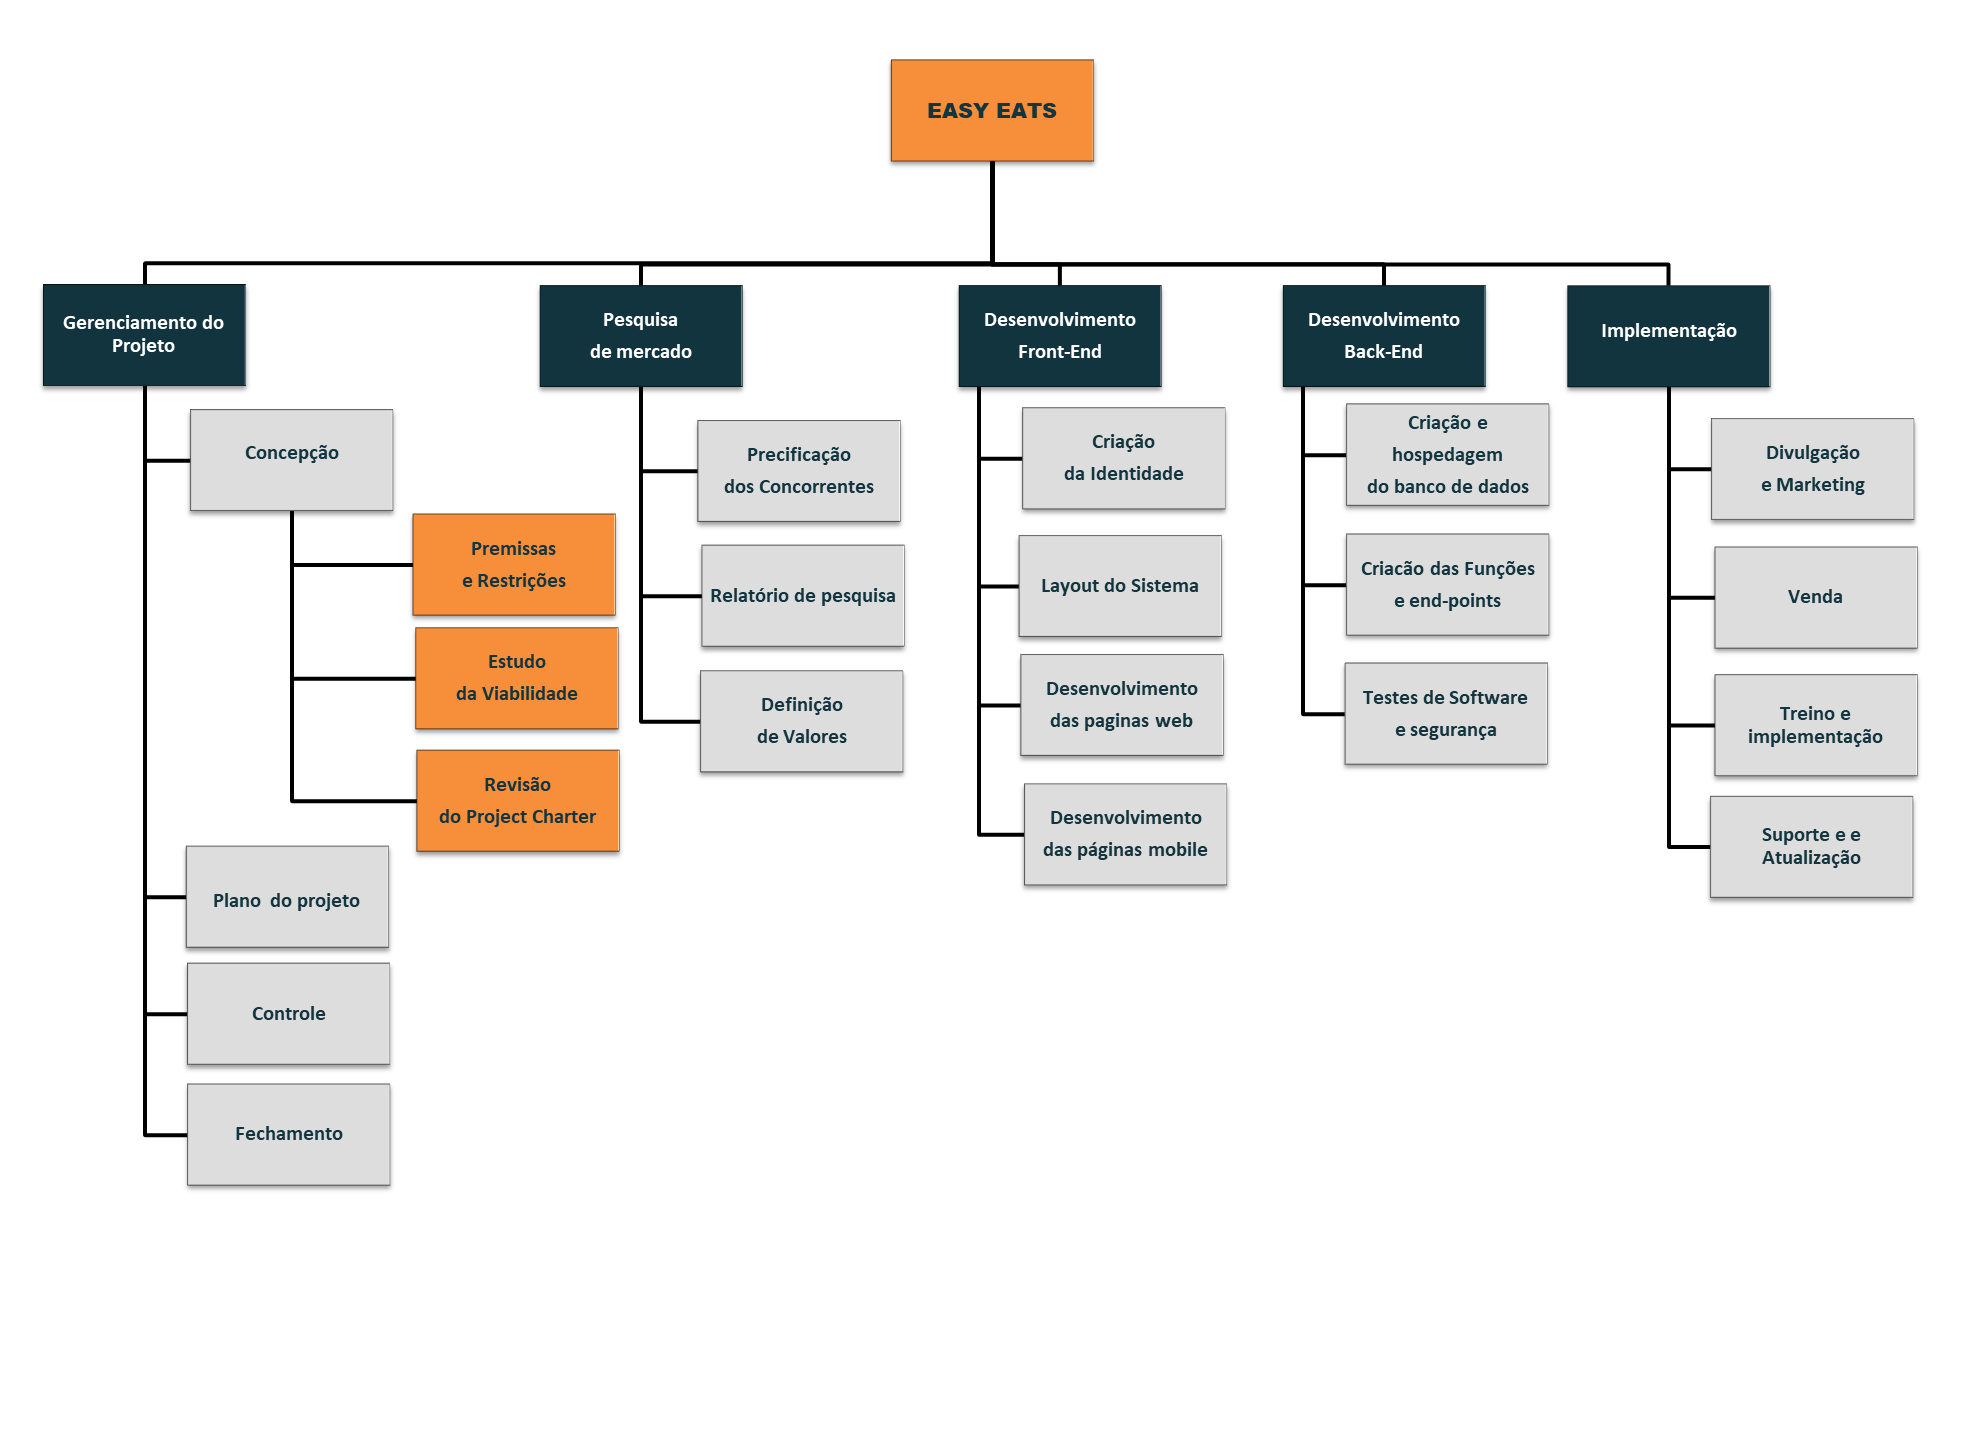 EASY EATS
Gerenciamento do
Projeto
Pesquisa
de mercado
Desenvolvimento
Front-End
Desenvolvimento
Back-End
Implementação
Concepção
Premissas
e Restrições
Estudo
da Viabilidade
Revisão
do Project Charter
Plano  do projeto
Controle
Fechamento
Precificação
dos Concorrentes
Relatório de pesquisa
Definição
de Valores
Criação
da Identidade
Layout do Sistema
Desenvolvimento
das paginas web
Desenvolvimento
das páginas mobile
Criação e
hospedagem
do banco de dados
Criacão das Funções
e end-points
Testes de Software
e segurança
Divulgação
e Marketing
Venda
Treino e
implementação
Suporte e e
Atualização